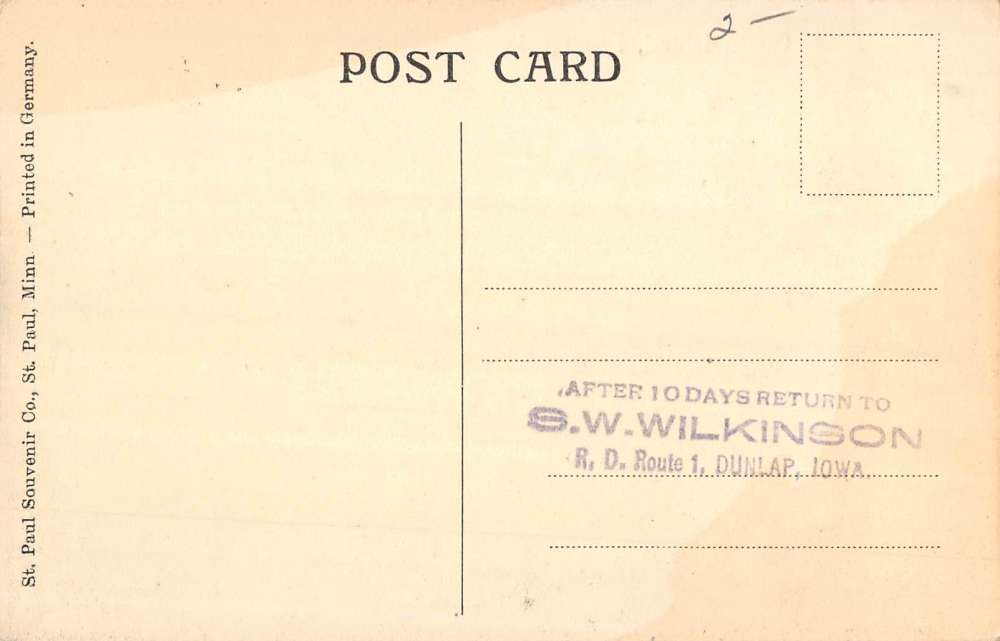 2 —
POST CARD
St. Paul Souvenir Co., St. Paul, Minn. — Printed in Germany.
AFTER 10 DAYS RETURN TO
S.W.WILKINSON
R. D. Route 1, DUNLAP, IOWA.